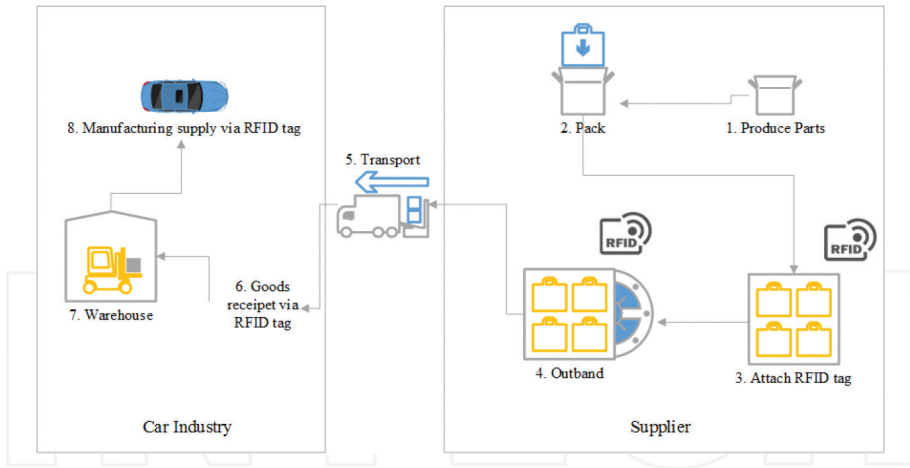 1. Produce Parts
2. Pack
RFID
3. Attach RFID tag
RFID
4. Outband
5. Transport
6. Goods
receipet via
RFID tag
7. Warehouse
8. Manufacturing supply via RFID tag
Car Industry
Supplier